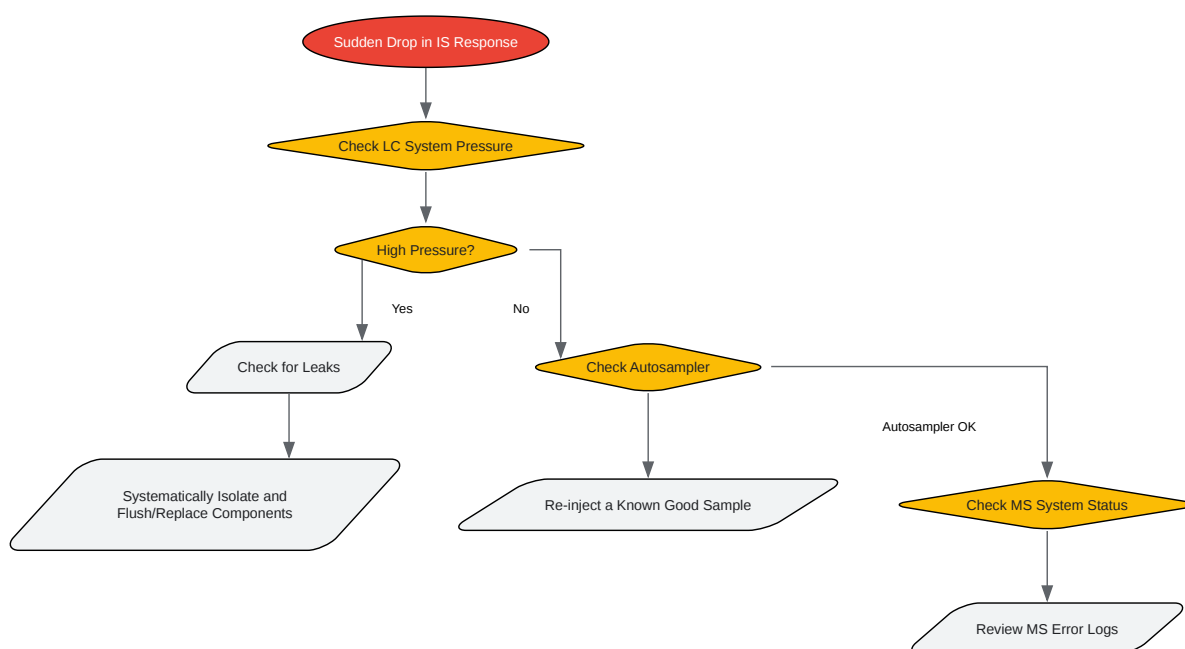 Sudden Drop in IS Response
Check LC System Pressure
High Pressure?
Yes
No
Check for Leaks
Check Autosampler
Autosampler OK
Systematically Isolate and
Flush/Replace Components
Re-inject a Known Good Sample
Check MS System Status
Review MS Error Logs